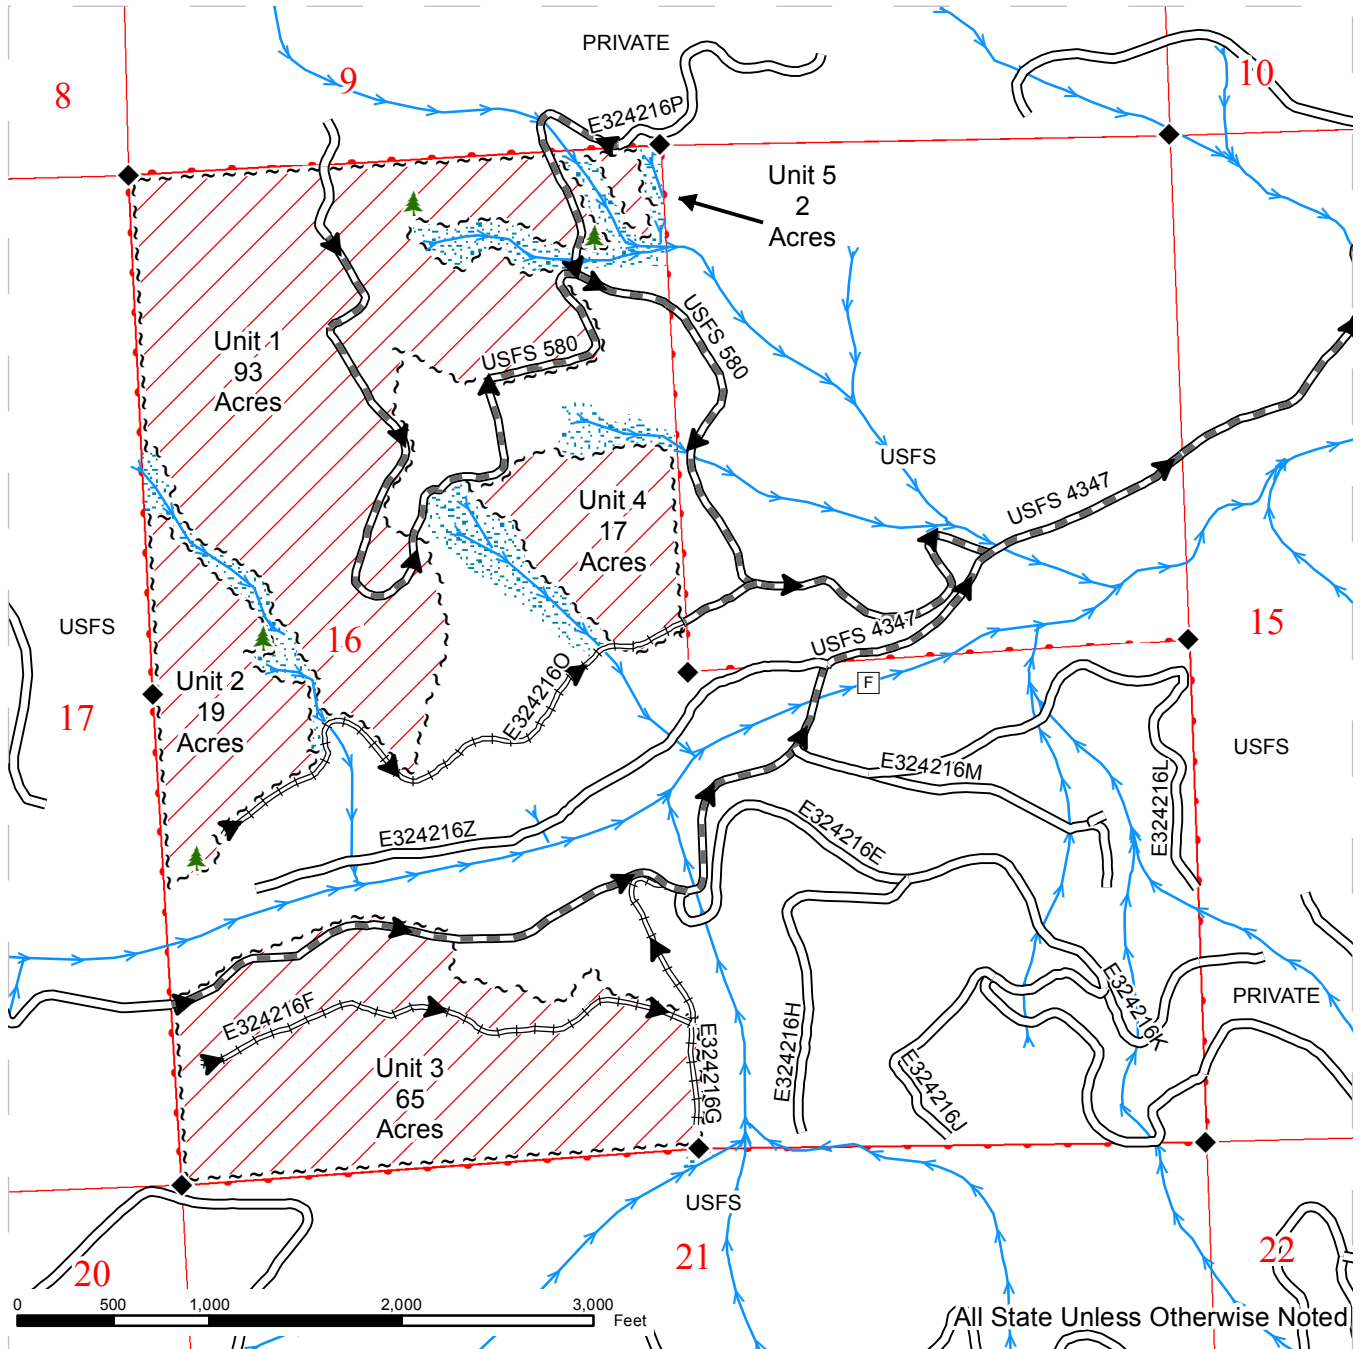 PRIVATE
9
10
8
E324216P
Unit 5
2
Acres
USFS 580
Unit 1
93
Acres
USFS 580
USFS
USFS 4347
Unit 4
17
Acres
15
USFS
16
USFS 4347
E324216O
Unit 2
19
Acres
F
17
USFS
E324216M
E324216L
E324216Z
E324216E
E324216K
PRIVATE
E324216F
E324216H
E324216G
E324216J
Unit 3
65
Acres
USFS
21
22
20
0 500 1,000 2,000 3,000
Feet
All State Unless Otherwise Noted